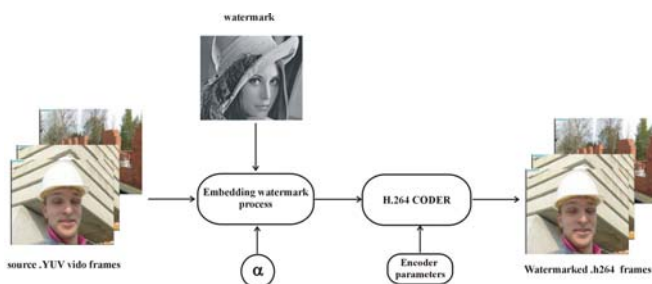 watermark
Embedding watermark
process
H.264 CODER
α
Encoder
parameters
source .YUV vido frames
Watermarked .h264 frames